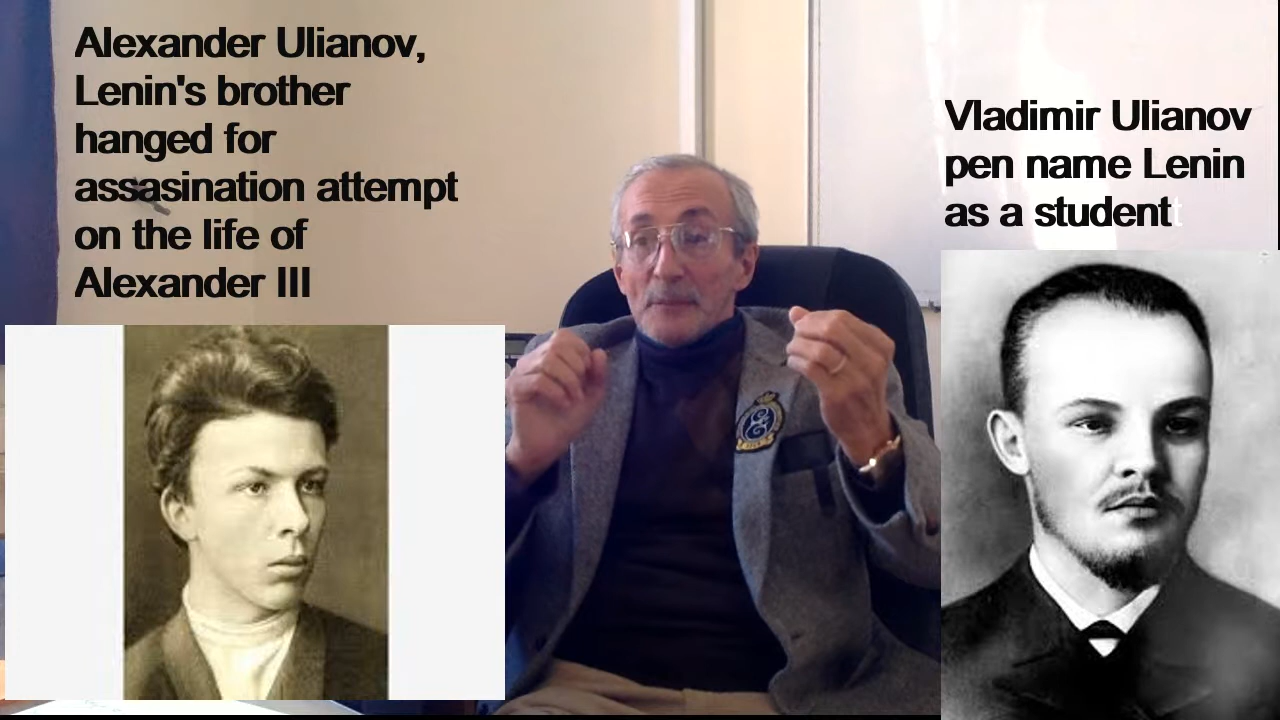 Alexander Ulianov,
Lenin's brother
hanged for
assasination attempt
on the life of
Alexander III
Vladimir Ulianov
pen name Lenin
as a student